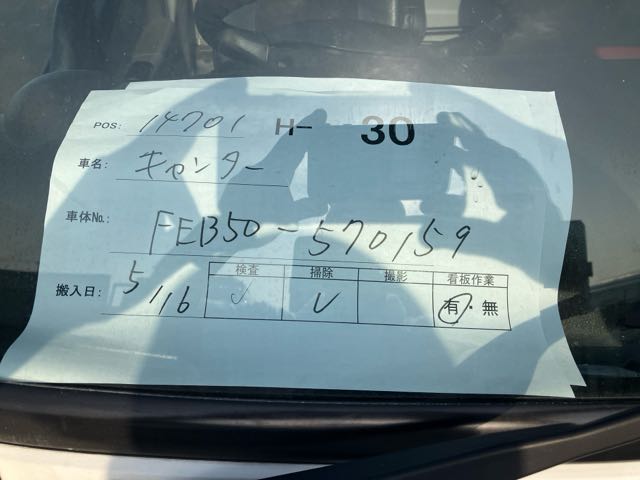 POS: 14701 H- 30
車名: キャンター
車体No.: FEB50-570159
搬入日: 5/16
検査 掃除 撮影 看板作業
✓ ✓ 有・無